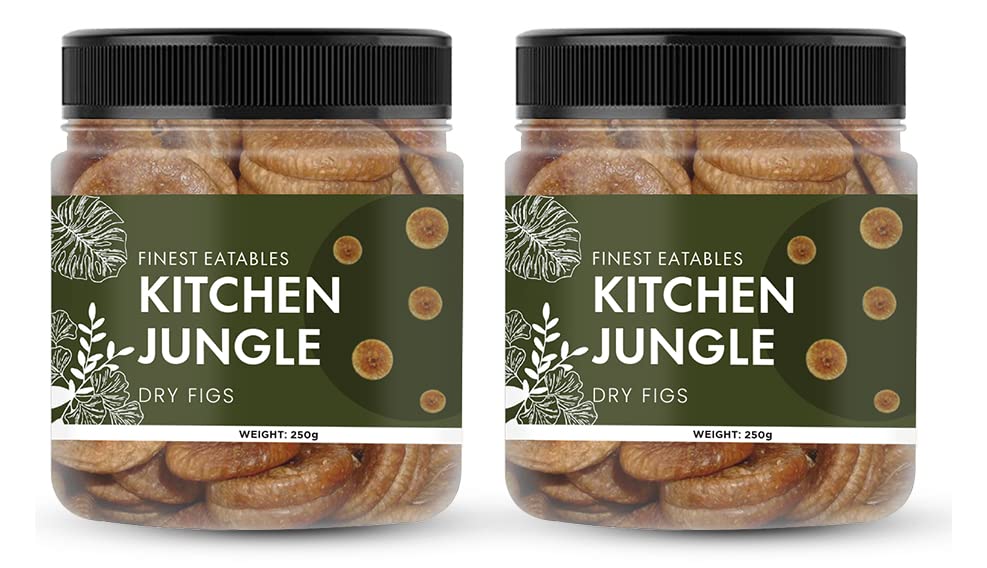 FINEST EATABLES
KITCHEN
JUNGLE
DRY FIGS
WEIGHT: 250g
FINEST EATABLES
KITCHEN
JUNGLE
DRY FIGS
WEIGHT: 250g